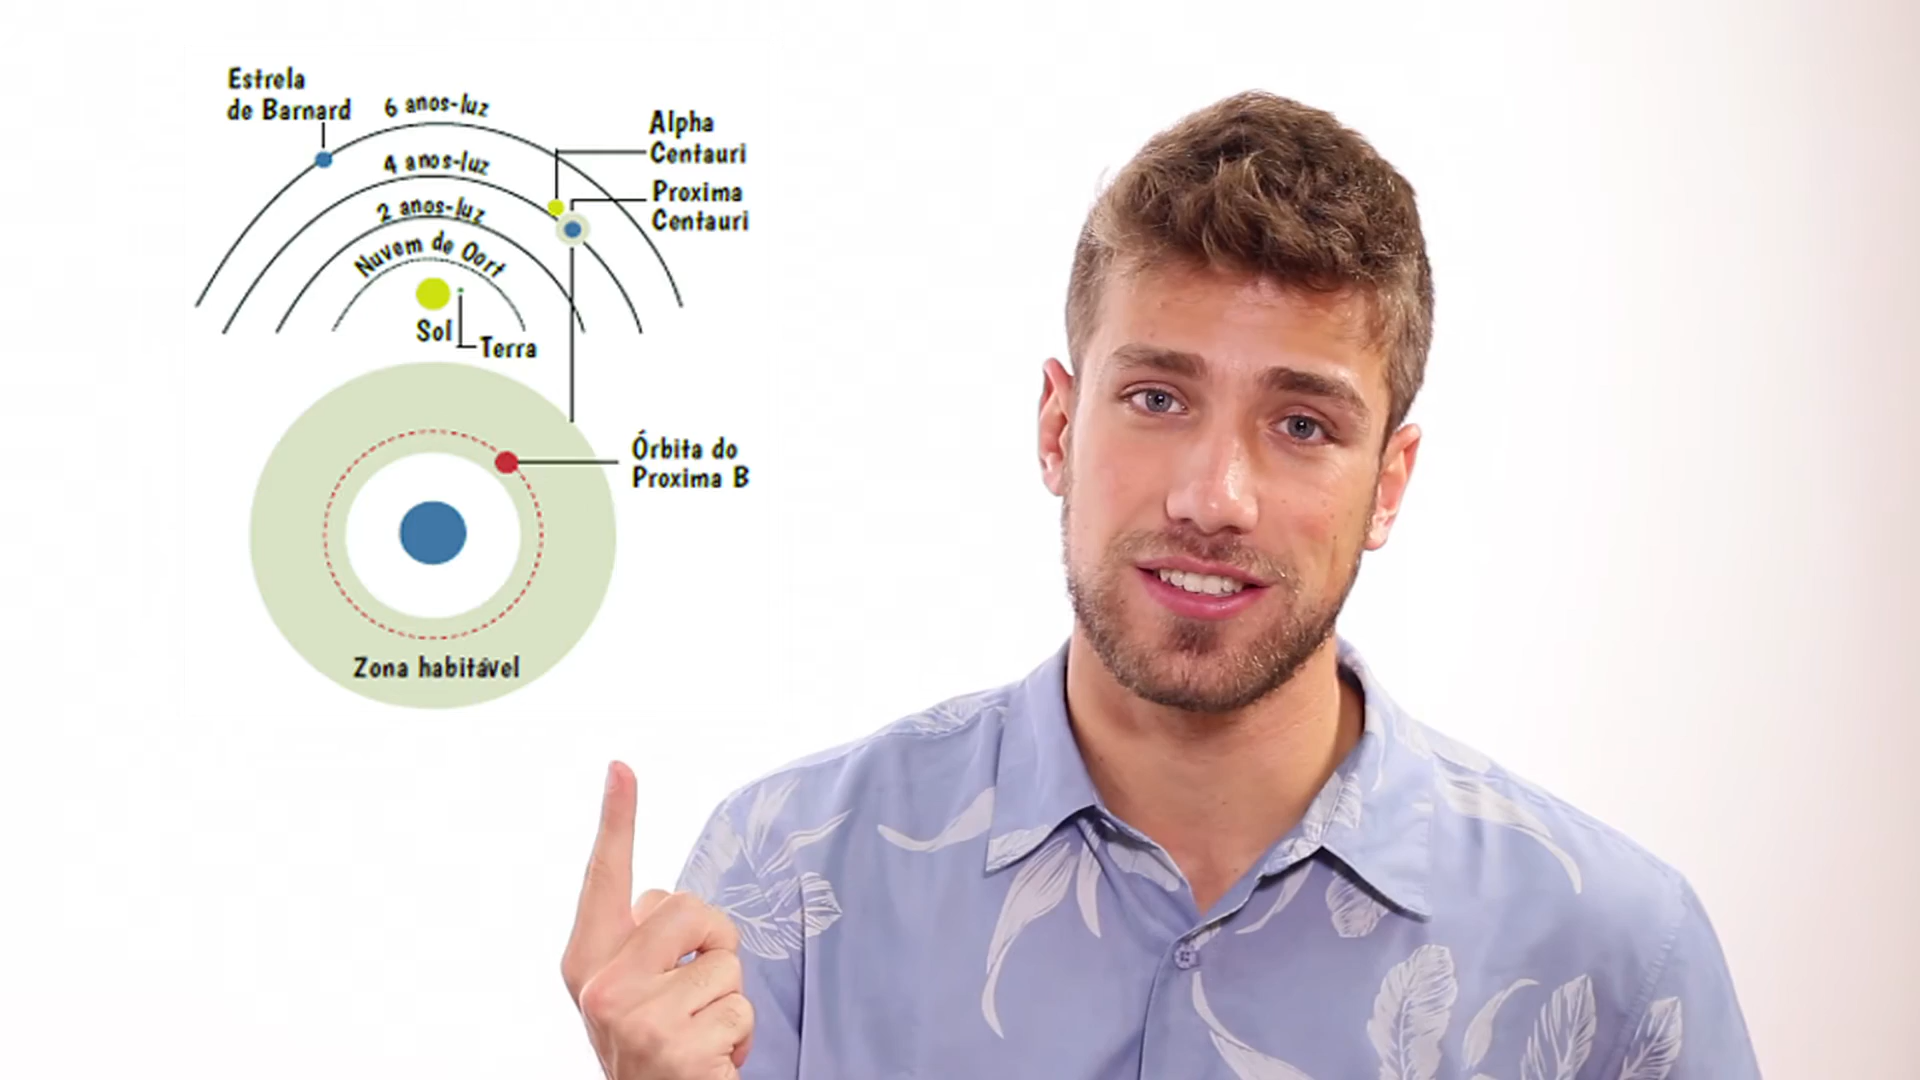 Estrela
de Barnard
6 anos-luz
Alpha
Centauri
4 anos-luz
Proxima
Centauri
2 anos-luz
Nuvem de Oort
Sol
Terra
Órbita do
Proxima B
Zona habitável